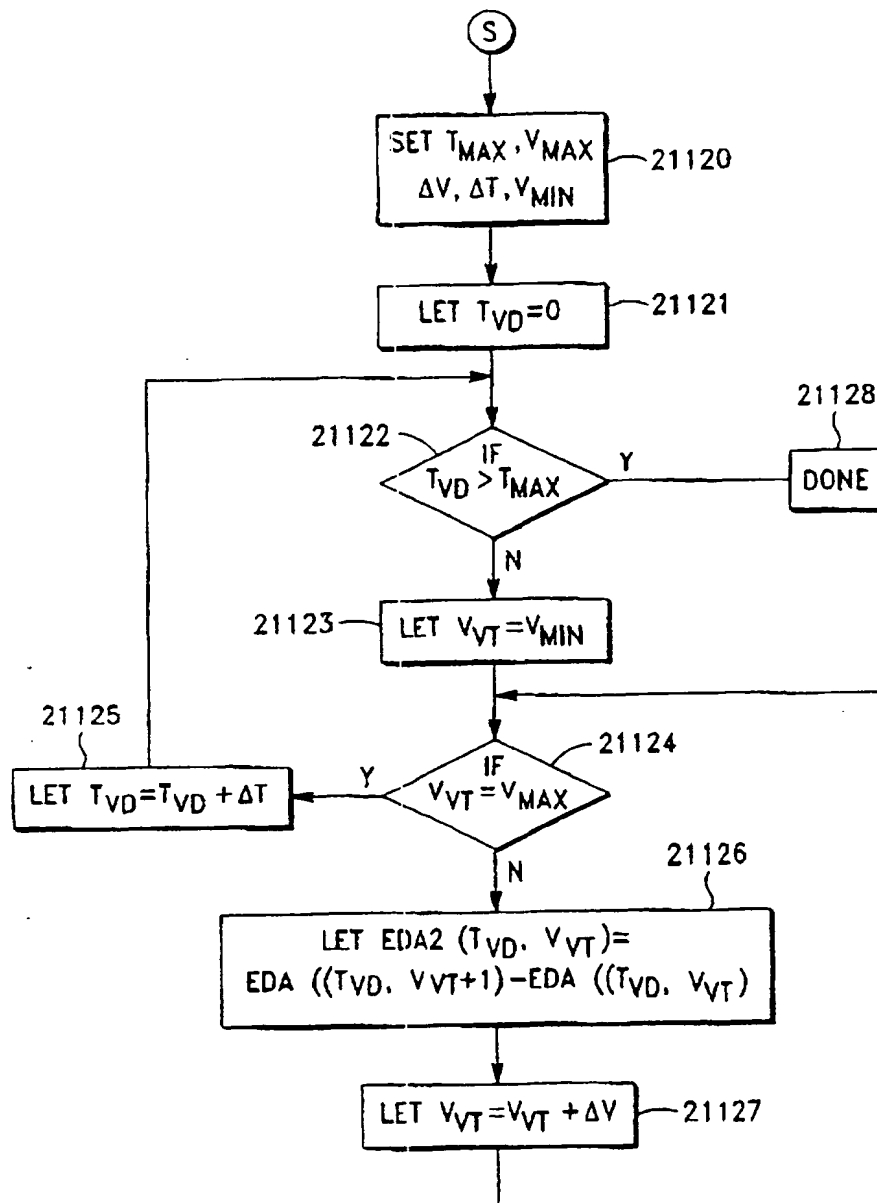 S
SET T_MAX, V_MAX
ΔV, ΔT, V_MIN
21120
LET T_VD=0
21121
21122
IF
T_VD > T_MAX
Y
N
21128
DONE
21123
LET V_VT=V_MIN
21124
IF
V_VT=V_MAX
Y
N
21125
LET T_VD=T_VD+ΔT
21126
LET EDA2 (T_VD, V_VT)=
EDA ((T_VD, V_VT+1)-EDA ((T_VD, V_VT)
LET V_VT=V_VT+ΔV
21127